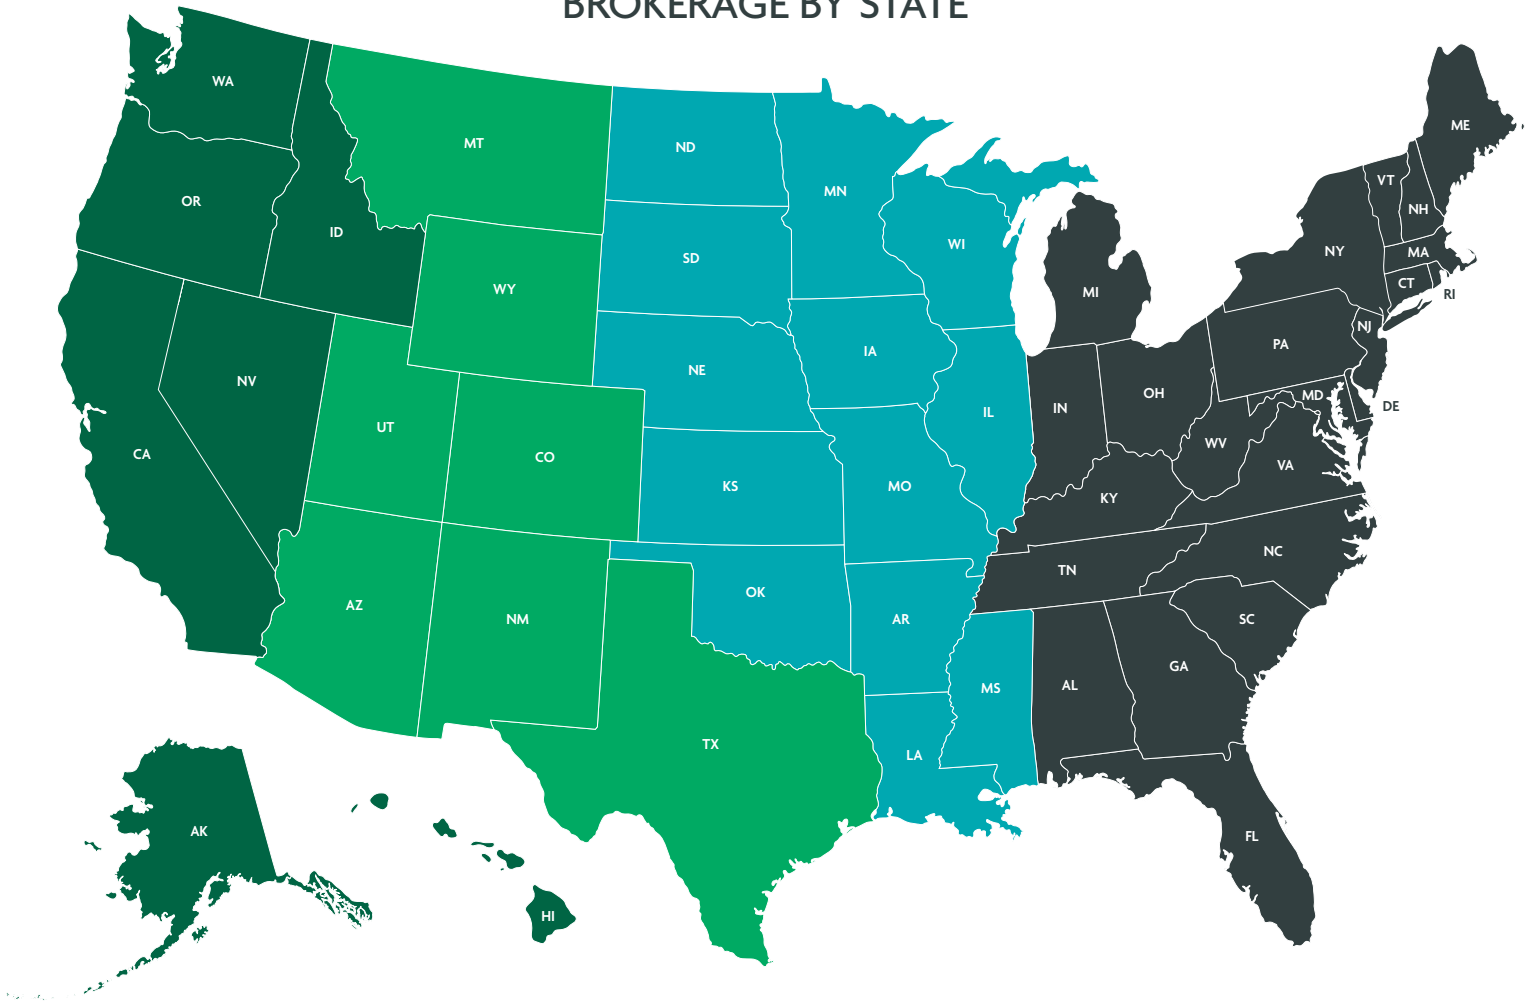 BROKERAGE BY STATE
WA
OR
ID
MT
ND
MN
WI
MI
ME
VT
NH
NY
MA
CT
RI
CA
NV
WY
SD
IA
NE
UT
CO
KS
MO
IL
IN
OH
PA
NJ
MD
DE
WV
VA
KY
TN
NC
SC
AZ
NM
OK
AR
MS
AL
GA
TX
LA
FL
AK
HI